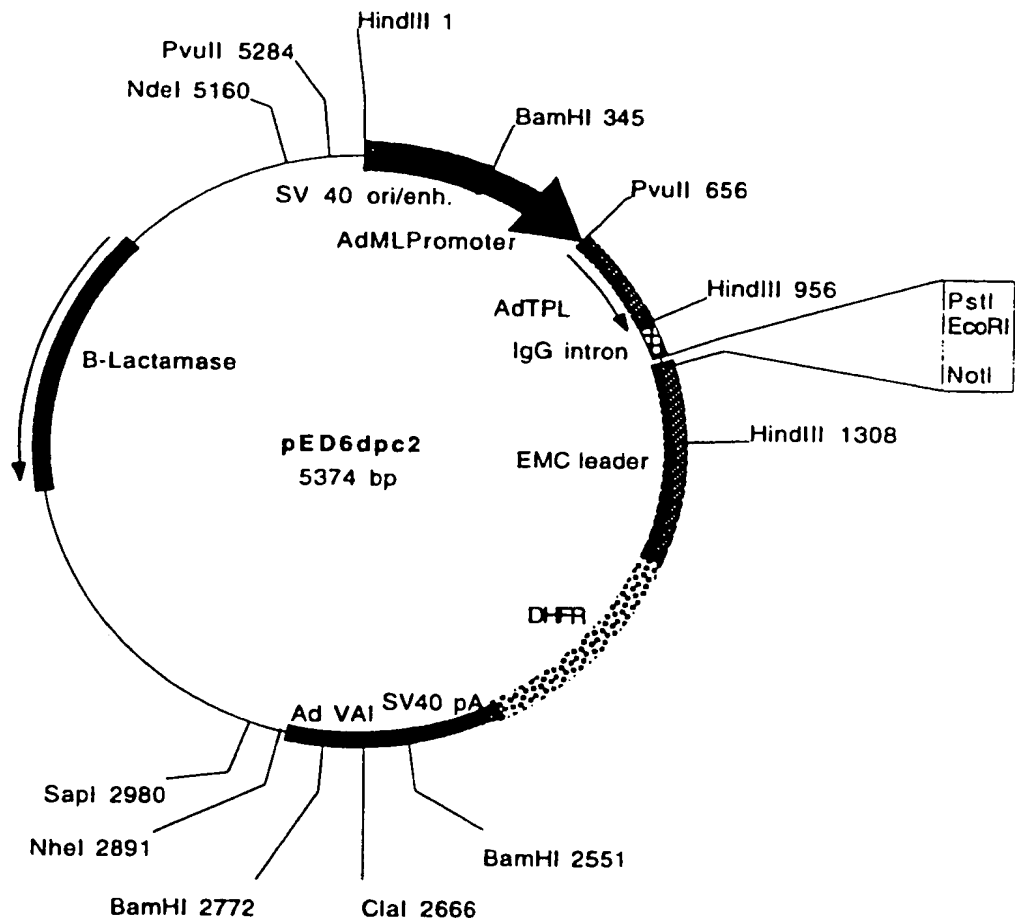 HindIII 1
PvuII 5284
NdeI 5160
BamHI 345
SV 40 ori/enh.
PvuII 656
AdMLPromoter
HindIII 956
AdTPL
PstI
EcoRI
IgG intron
NotI
B-Lactamase
HindIII 1308
pED6dpc2
EMC leader
5374 bp
DHFR
SV40 pA
Ad VAI
SapI 2980
NheI 2891
BamHI 2551
BamHI 2772
ClaI 2666